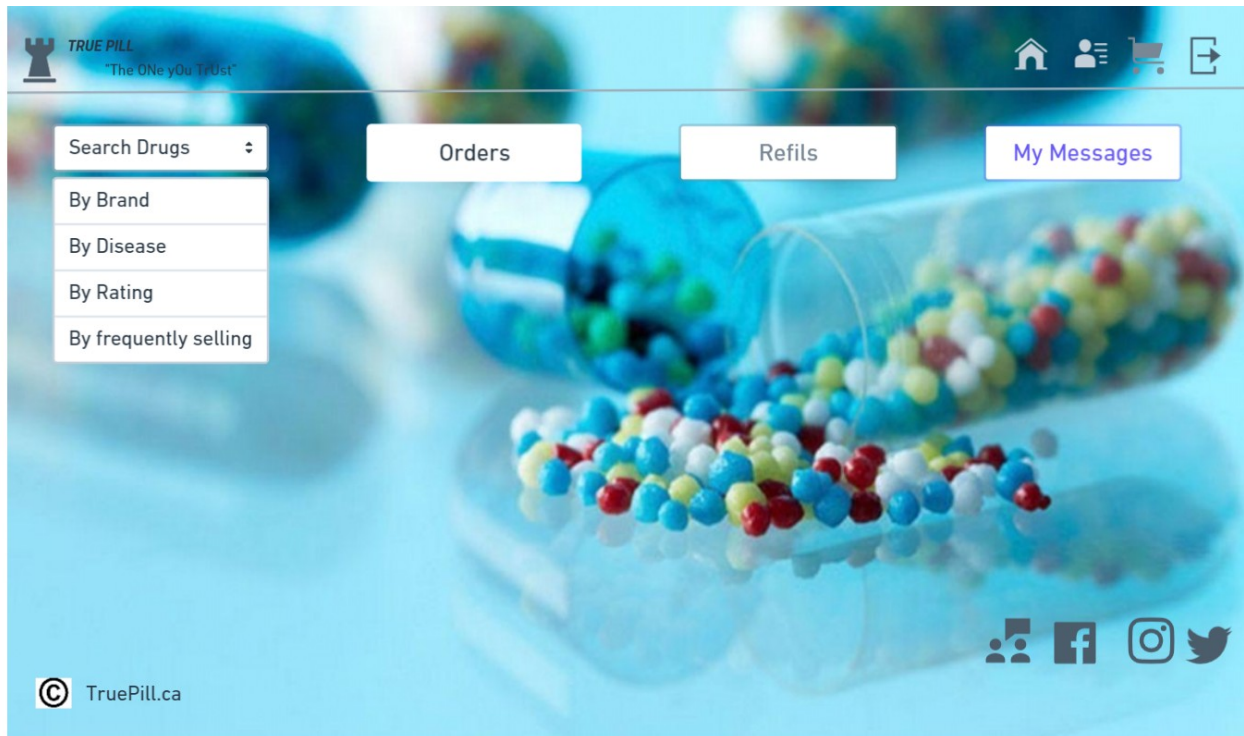 TRUE PILL
"The ONe yOu TrUst"
Search Drugs
Orders
Refils
My Messages
By Brand
By Disease
By Rating
By frequently selling
© TruePill.ca